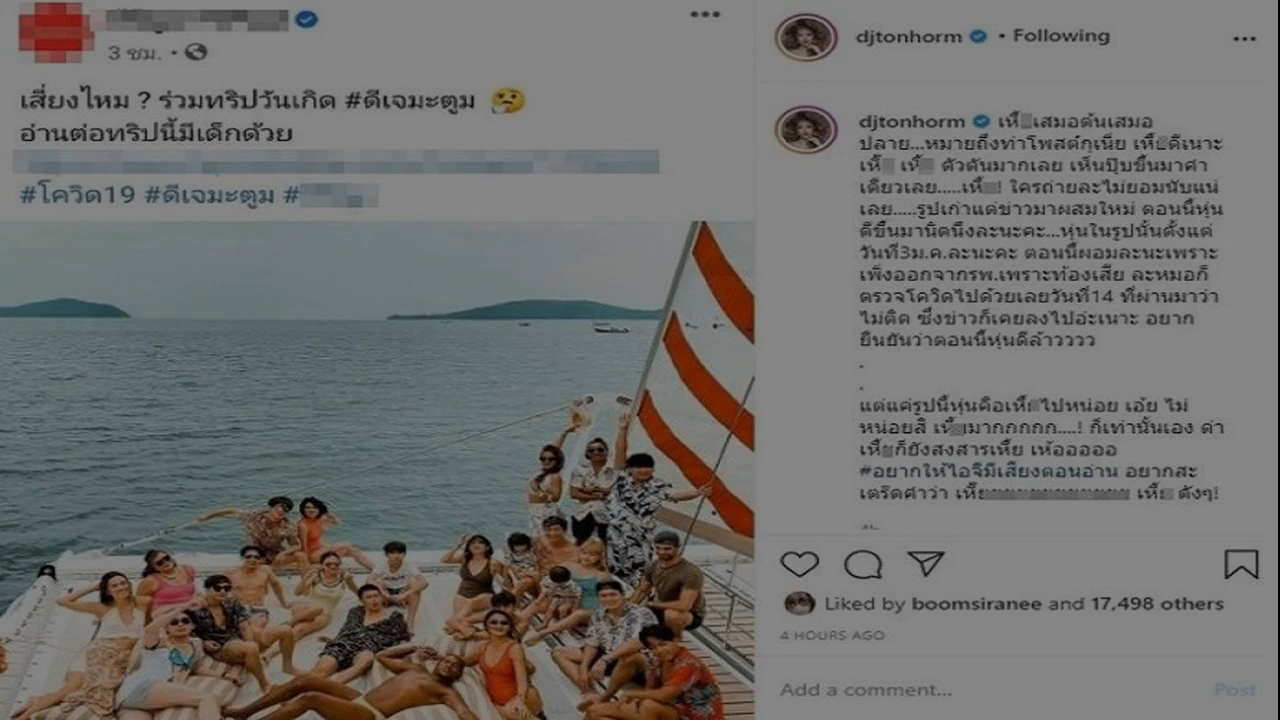 3 ชม.
เสี่ยงไหม ? ร่วมทริปวันเกิด #ดีเจมะตูม 🤔
อ่านต่อทริปนี้มีเด็กด้วย
#โควิด19 #ดีเจมะตูม #
djtonhorm • Following
djtonhorm เหี้ เสมอต้นเสมอ
ปลาย...หมายถึงท่าโพสต์กูเนี่ย เหี้ ดีเนาะ
เหี้ เหี้ ตัวตันมากเลย เห็นปุ๊บขึ้นมาคำ
เดียวเลย.....เหี้ ! ใครถ่ายละไม่ยอมนับแน่
เลย.....รูปเก่าแต่ข่าวมาผสมใหม่ ตอนนี้หุ่น
ดีขึ้นมานิดนึงละนะคะ...หุ่นในรูปนั้นตั้งแต่
วันที่3ม.ค.ละนะคะ ตอนนี้ผอมละนะเพราะ
เพิ่งออกจากรพ.เพราะท้องเสีย ละหมอก็
ตรวจโควิดไปด้วยเลยวันที่14 ที่ผ่านมาว่า
ไม่ติด ซึ่งข่าวก็เคยลงไปอ่ะเนาะ อยาก
ยืนยันว่าตอนนี้หุ่นดีล้าวววว
.
.
แต่แค่รูปนี้หุ่นคือเหี้ ไปหน่อย เอ้ย ไม่
หน่อยสิ เหี้ มากกกกก....! ก็เท่านั้นเอง ด่า
เหี้ ก็ยังสงสารเหี้ย เห้ออออออ
#อยากให้ไอจีมีเสียงตอนอ่าน อยากสะ
เตร๊ดคำว่า เหี้ย เหี้ ดังๆ!
Liked by boomsiranee and 17,498 others
4 HOURS AGO
Add a comment... Post